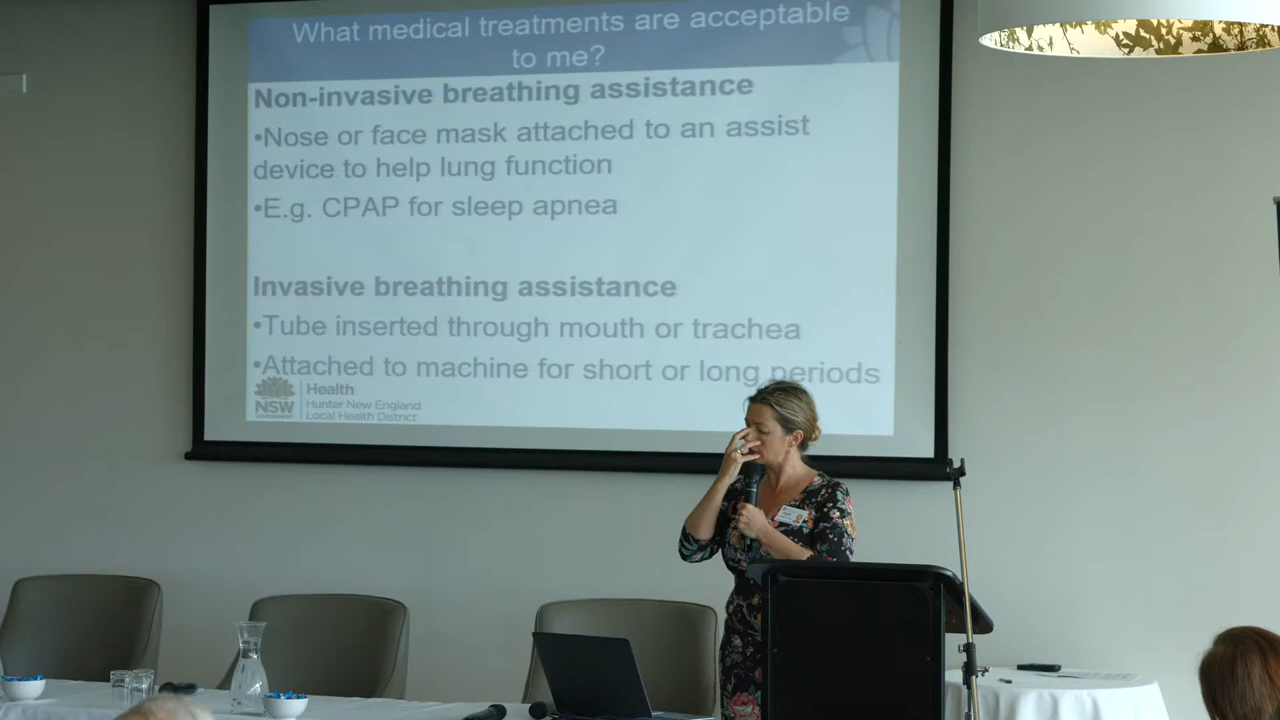 What medical treatments are acceptable
to me?
Non-invasive breathing assistance
•Nose or face mask attached to an assist
device to help lung function
•E.g. CPAP for sleep apnea
Invasive breathing assistance
•Tube inserted through mouth or trachea
•Attached to machine for short or long periods
NSW
Health
Hunter New England
Local Health District